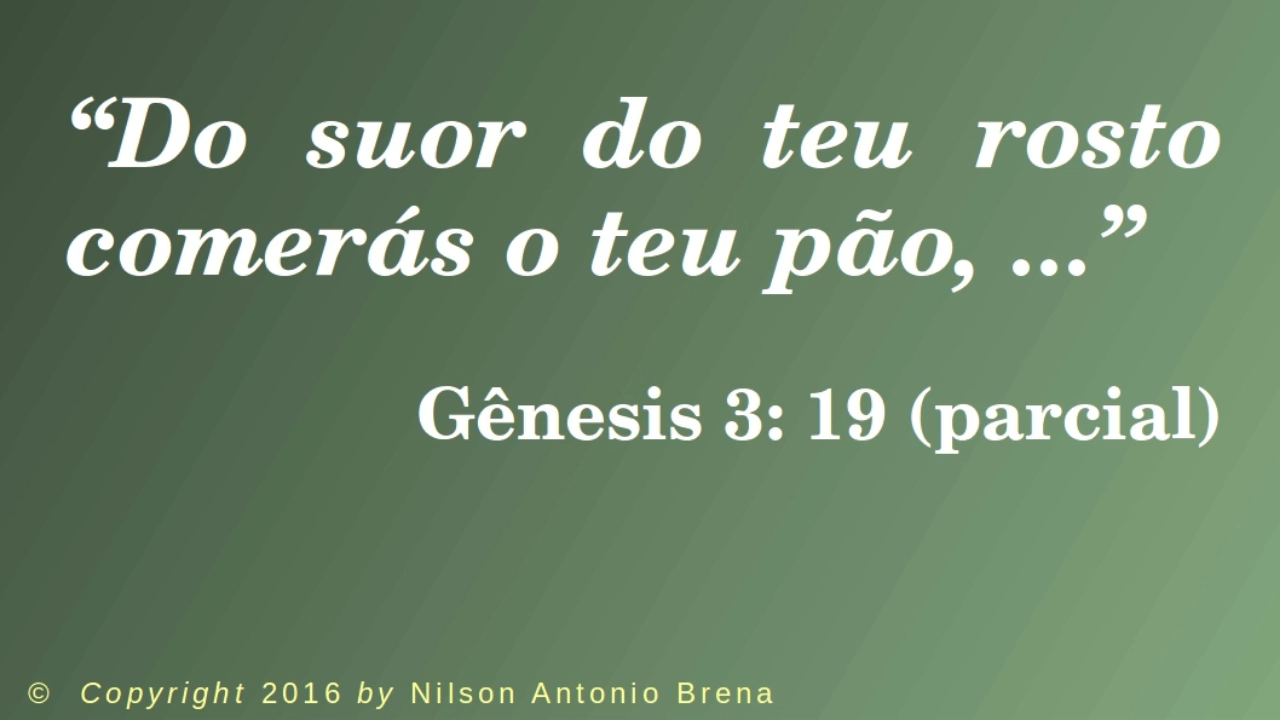 “Do suor do teu rosto
comerás o teu pão, ...”
Gênesis 3: 19 (parcial)
© Copyright 2016 by Nilson Antonio Brena